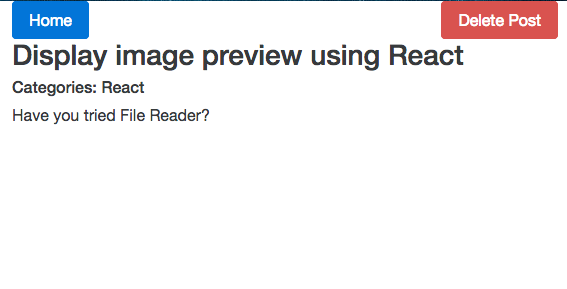 Home
Delete Post
Display image preview using React
Categories: React
Have you tried File Reader?